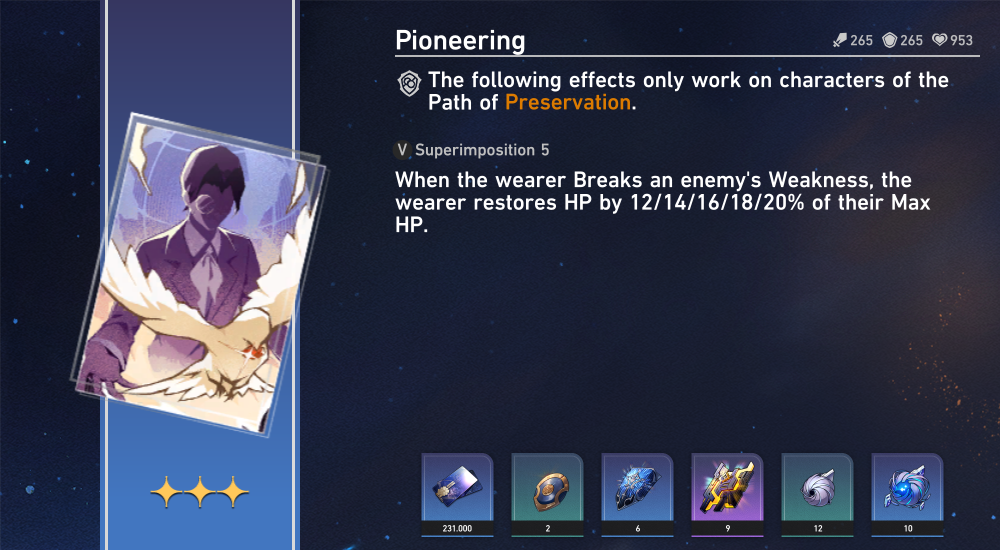 Pioneering
265 265 953
The following effects only work on characters of the
Path of Preservation.
V Superimposition 5
When the wearer Breaks an enemy's Weakness, the
wearer restores HP by 12/14/16/18/20% of their Max
HP.
231.000 2 6 9 12 10